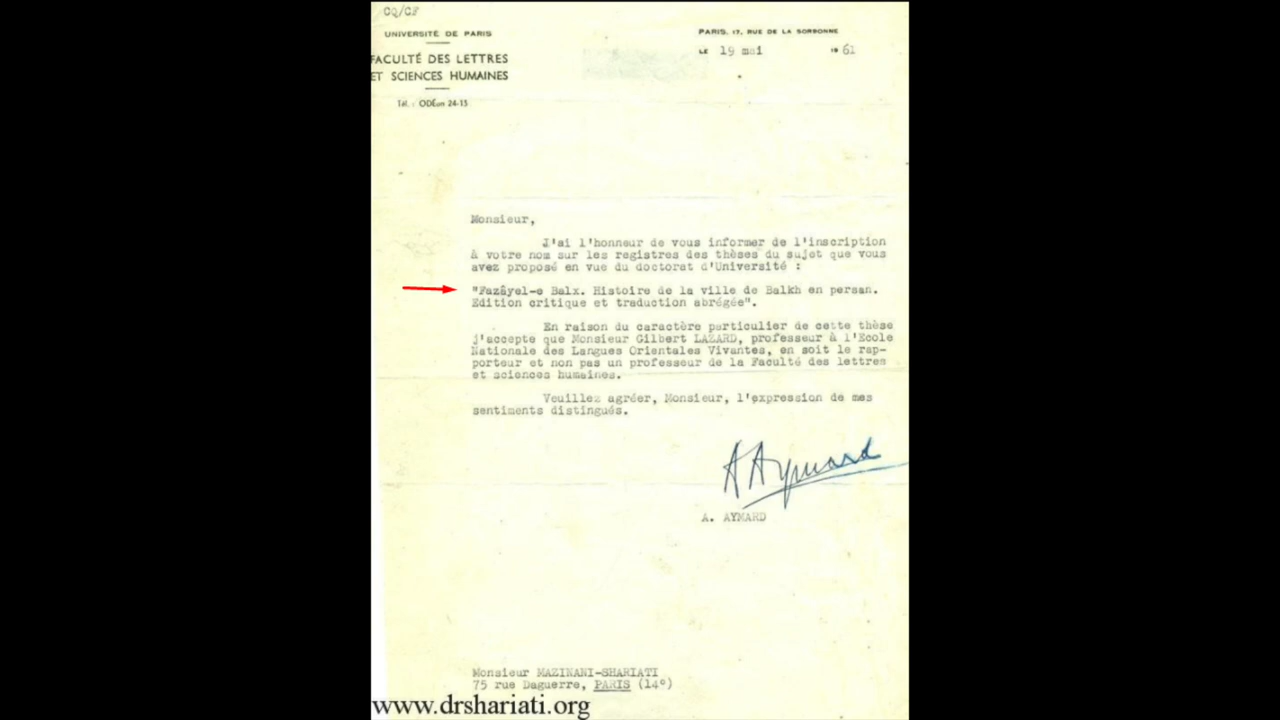 CQ/CF
UNIVERSITÉ DE PARIS
FACULTÉ DES LETTRES
ET SCIENCES HUMAINES
Tél. : ODÉon 24-13
PARIS, 17, RUE DE LA SORBONNE
LE 19 mai 1961
Monsieur,
J'ai l'honneur de vous informer de l'inscription
à votre nom sur les registres des thèses du sujet que vous
avez proposé en vue du doctorat d'Université :
"Fazâyel-e Balx. Histoire de la ville de Balkh en persan.
Edition critique et traduction abrégée".
En raison du caractère particulier de cette thèse
j'accepte que Monsieur Gilbert LAZARD, professeur à l'Ecole
Nationale des Langues Orientales Vivantes, en soit le rap-
porteur et non pas un professeur de la Faculté des lettres
et sciences humaines.
Veuillez agréer, Monsieur, l'expression de mes
sentiments distingués.
A Aymard
A. AYMARD
Monsieur MAZINANI-SHARIATI
75 rue Daguerre, PARIS (14°)
www.drshariati.org